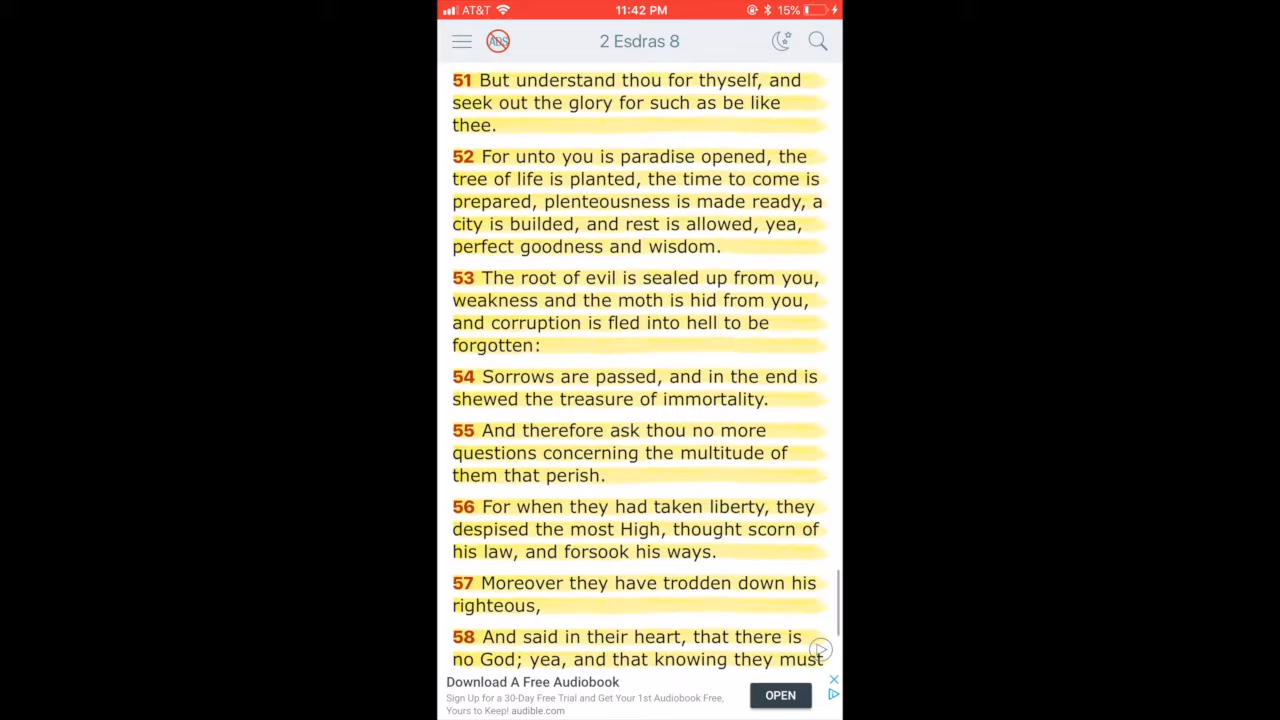 AT&T 11:42 PM 15%
ADS 2 Esdras 8
51 But understand thou for thyself, and
seek out the glory for such as be like
thee.
52 For unto you is paradise opened, the
tree of life is planted, the time to come is
prepared, plenteousness is made ready, a
city is builded, and rest is allowed, yea,
perfect goodness and wisdom.
53 The root of evil is sealed up from you,
weakness and the moth is hid from you,
and corruption is fled into hell to be
forgotten:
54 Sorrows are passed, and in the end is
shewed the treasure of immortality.
55 And therefore ask thou no more
questions concerning the multitude of
them that perish.
56 For when they had taken liberty, they
despised the most High, thought scorn of
his law, and forsook his ways.
57 Moreover they have trodden down his
righteous,
58 And said in their heart, that there is
no God; yea, and that knowing they must
Download A Free Audiobook
Sign Up for a 30-Day Free Trial and Get Your 1st Audiobook Free,
Yours to Keep! audible.com
OPEN